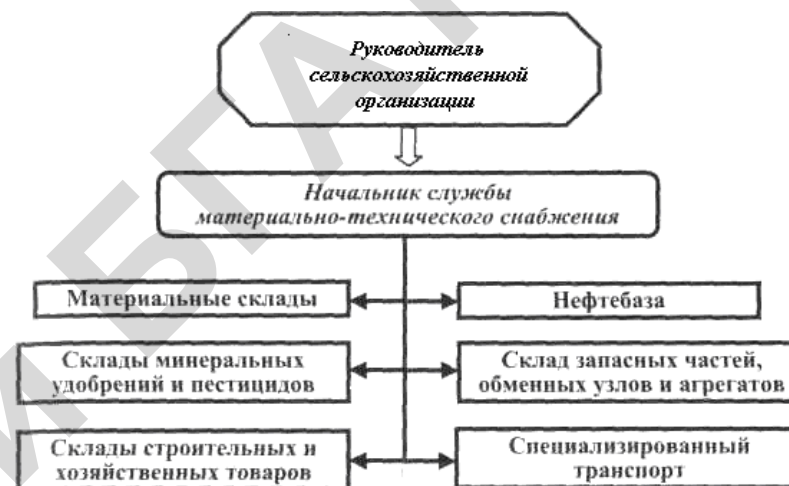 Руководитель
сельскохозяйственной
организации
Начальник службы
материально-технического снабжения
Материальные склады
Нефтебаза
Склады минеральных
удобрений и пестицидов
Склад запасных частей,
обменных узлов и агрегатов
Склады строительных и
хозяйственных товаров
Специализированный
транспорт